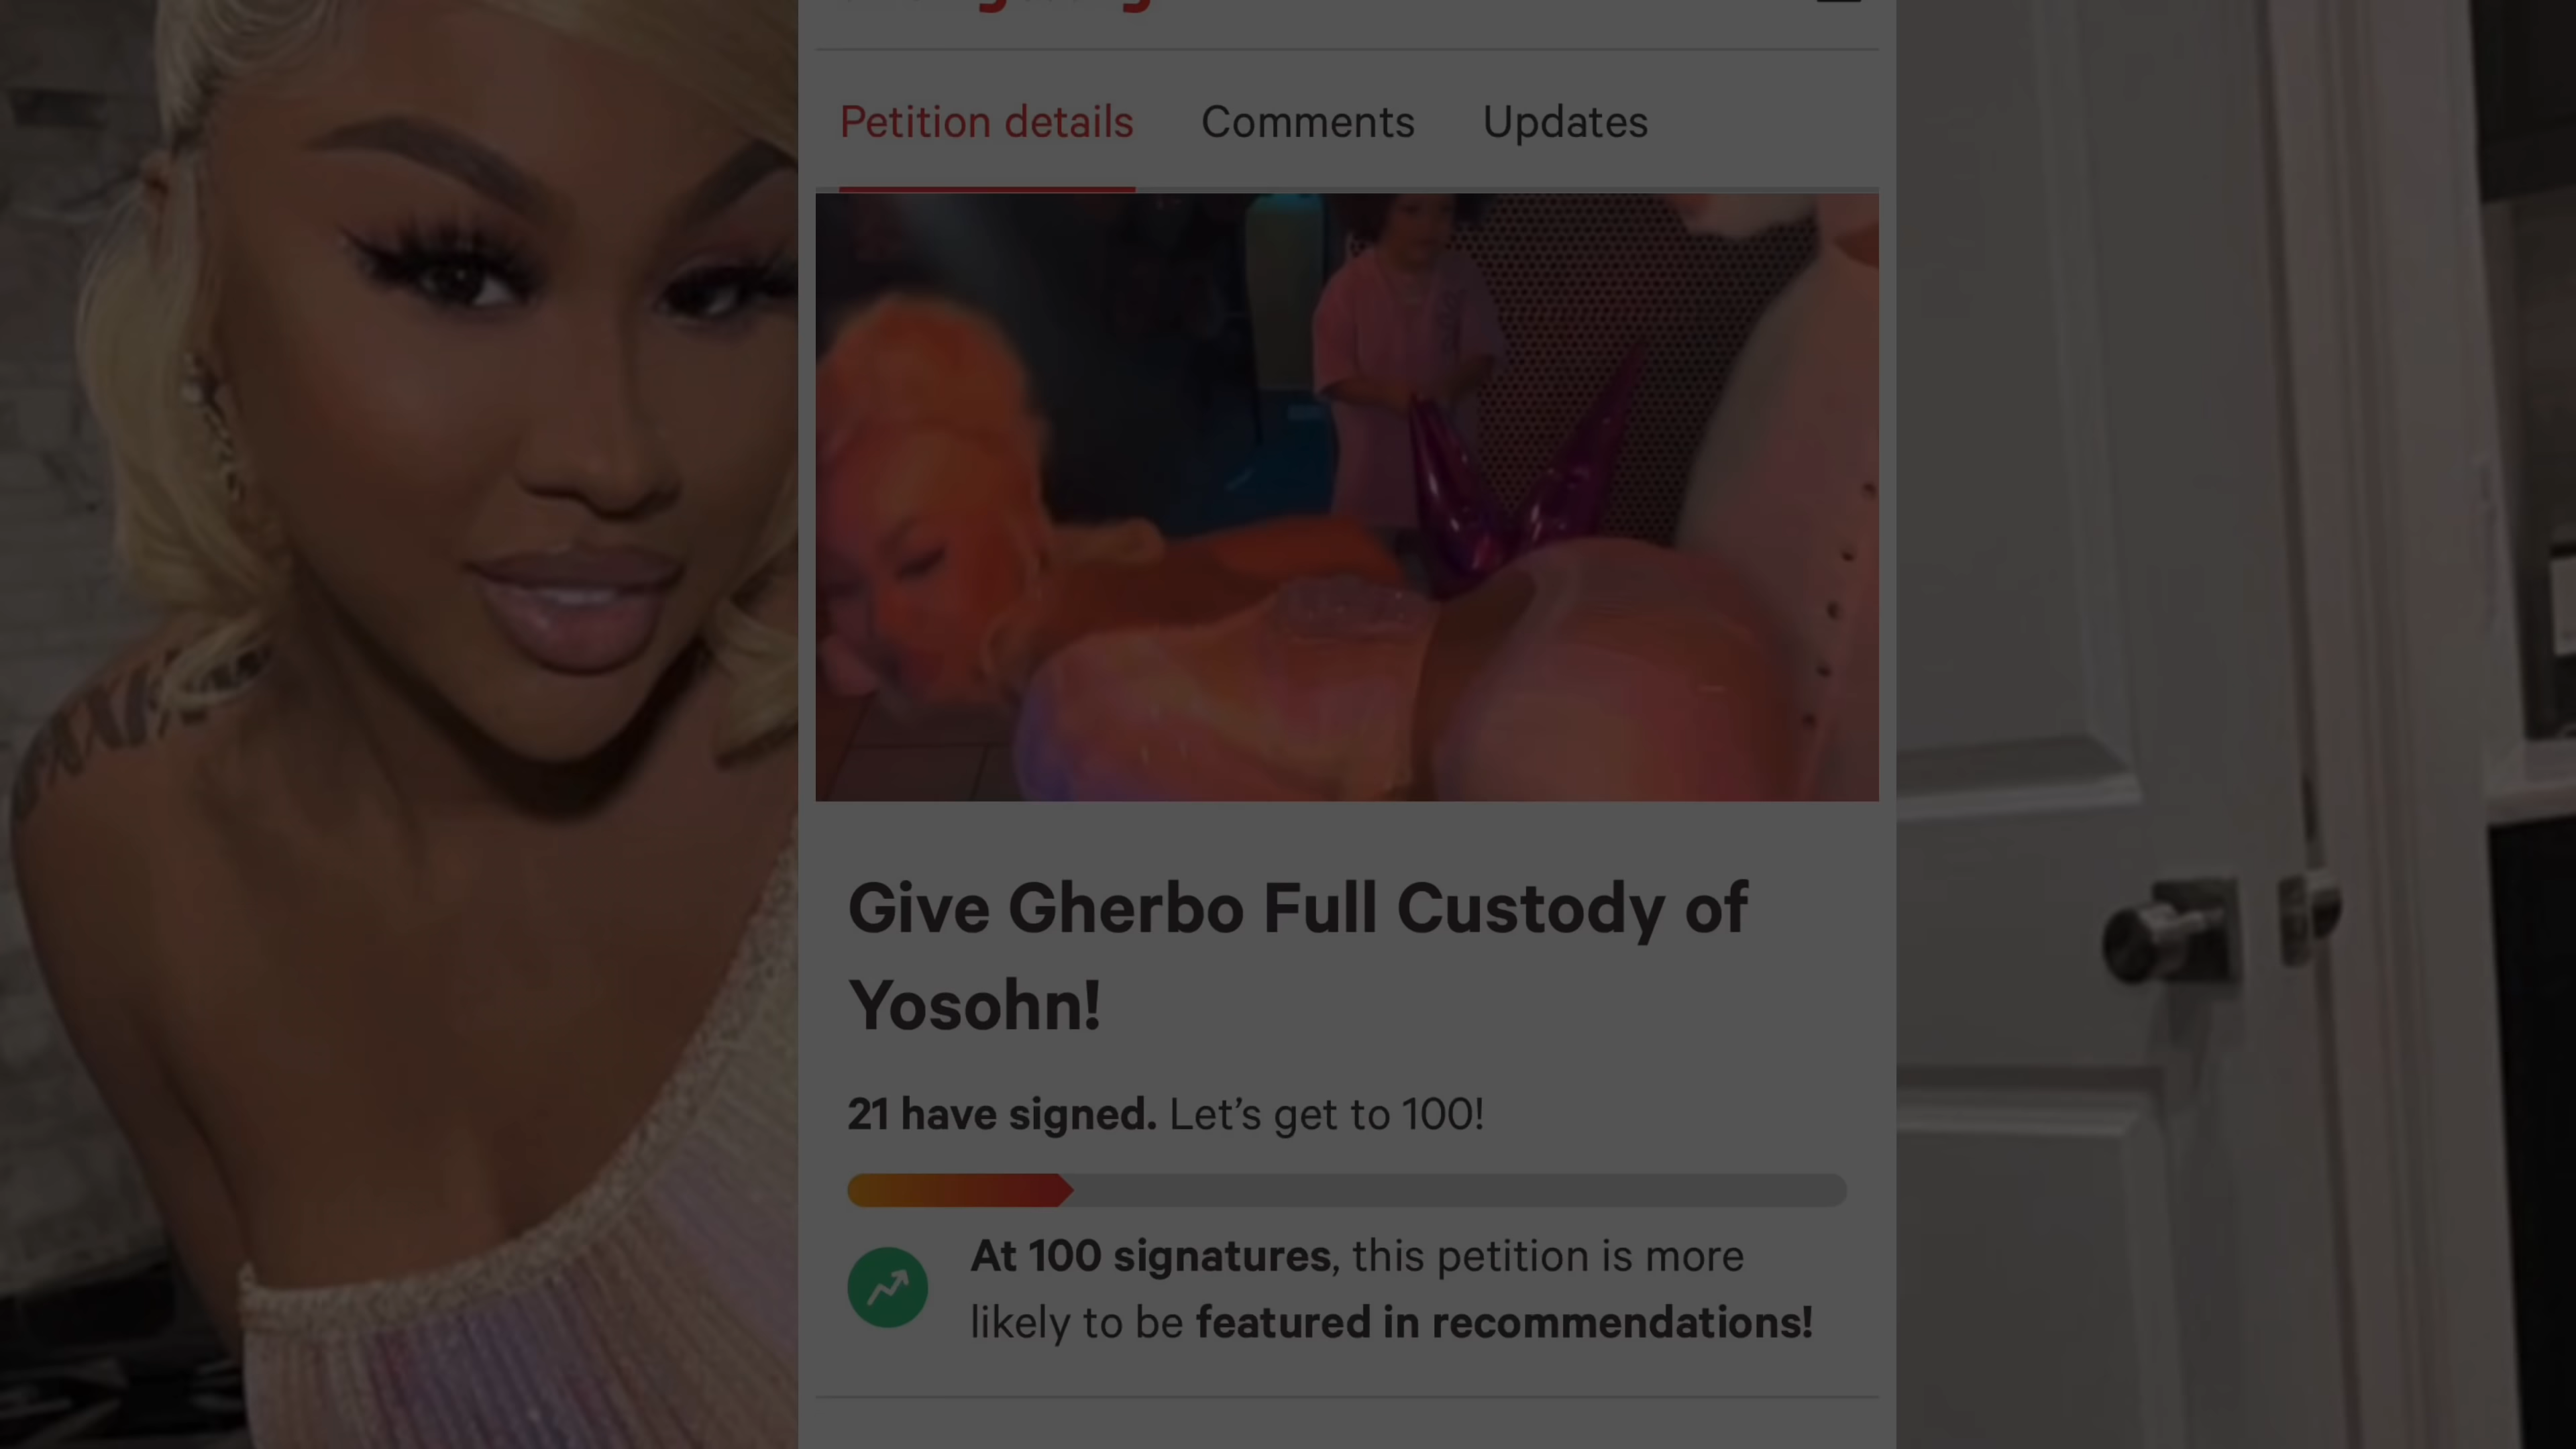 Petition details Comments Updates
Give Gherbo Full Custody of
Yosohn!
21 have signed. Let's get to 100!
At 100 signatures, this petition is more
likely to be featured in recommendations!